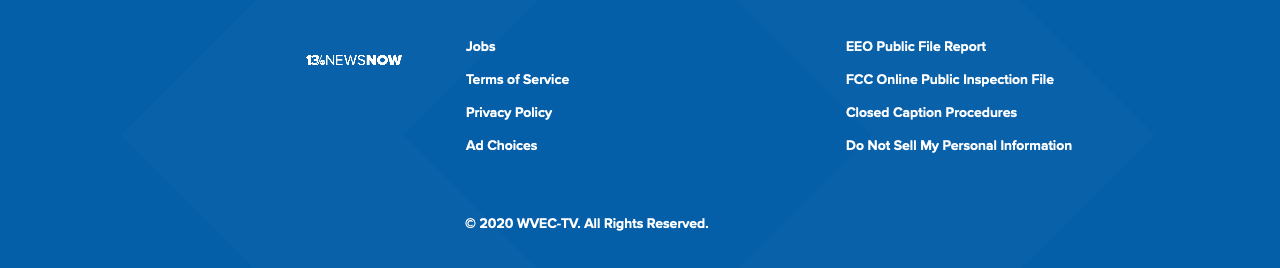 13NEWSNOW
Jobs
Terms of Service
Privacy Policy
Ad Choices
EEO Public File Report
FCC Online Public Inspection File
Closed Caption Procedures
Do Not Sell My Personal Information
© 2020 WVEC-TV. All Rights Reserved.